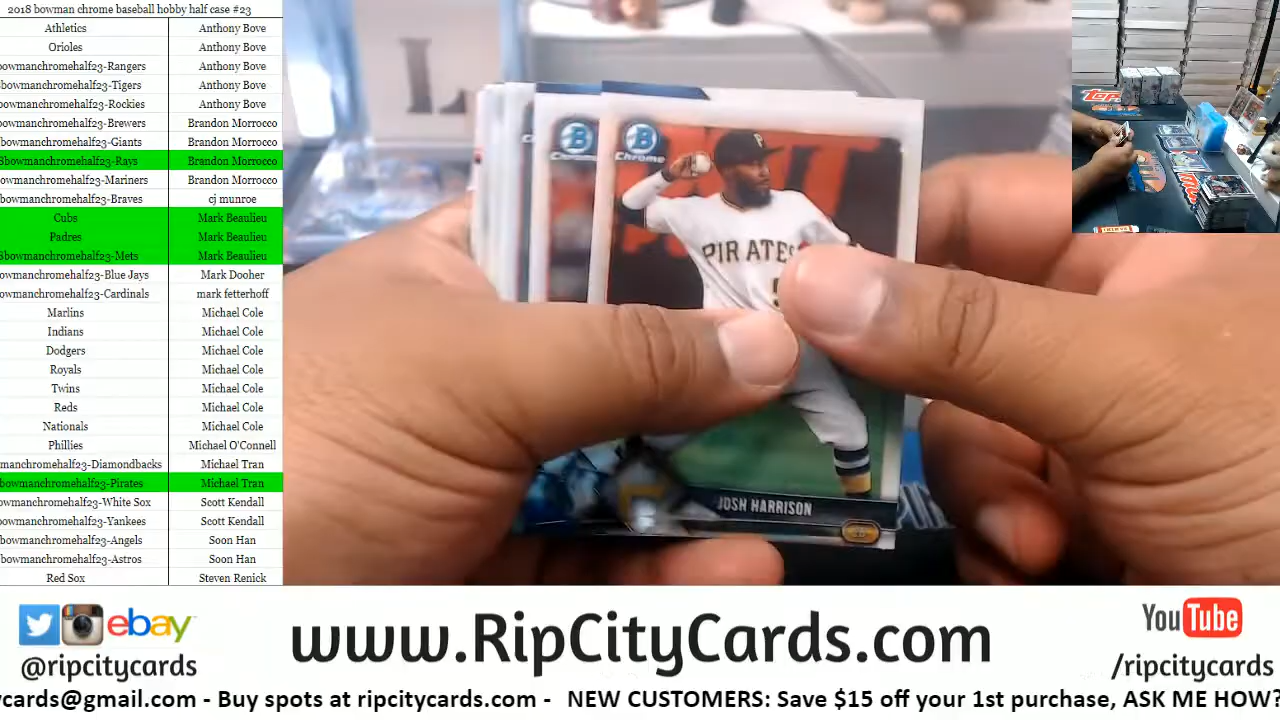 2018 bowman chrome baseball hobby half case #23
Athletics Anthony Bove
Orioles Anthony Bove
bowmanchromehalf23-Rangers Anthony Bove
8bowmanchromehalf23-Tigers Anthony Bove
bowmanchromehalf23-Rockies Anthony Bove
bowmanchromehalf23-Brewers Brandon Morrocco
bowmanchromehalf23-Giants Brandon Morrocco
8bowmanchromehalf23-Rays Brandon Morrocco
bowmanchromehalf23-Mariners Brandon Morrocco
bowmanchromehalf23-Braves cj munroe
Cubs Mark Beaulieu
Padres Mark Beaulieu
8bowmanchromehalf23-Mets Mark Beaulieu
owmanchromehalf23-Blue Jays Mark Dooher
owmanchromehalf23-Cardinals mark fetterhoff
Marlins Michael Cole
Indians Michael Cole
Dodgers Michael Cole
Royals Michael Cole
Twins Michael Cole
Reds Michael Cole
Nationals Michael Cole
Phillies Michael O'Connell
manchromehalf23-Diamondbacks Michael Tran
bowmanchromehalf23-Pirates Michael Tran
owmanchromehalf23-White Sox Scott Kendall
owmanchromehalf23-Yankees Scott Kendall
bowmanchromehalf23-Angels Soon Han
bowmanchromehalf23-Astros Soon Han
Red Sox Steven Renick
B B
Chrome Chrome
PIRATES
JOSH HARRISON
ebay
@ripcitycards
www.RipCityCards.com
YouTube
/ripcitycards
ycards@gmail.com - Buy spots at ripcitycards.com - NEW CUSTOMERS: Save $15 off your 1st purchase, ASK ME HOW?